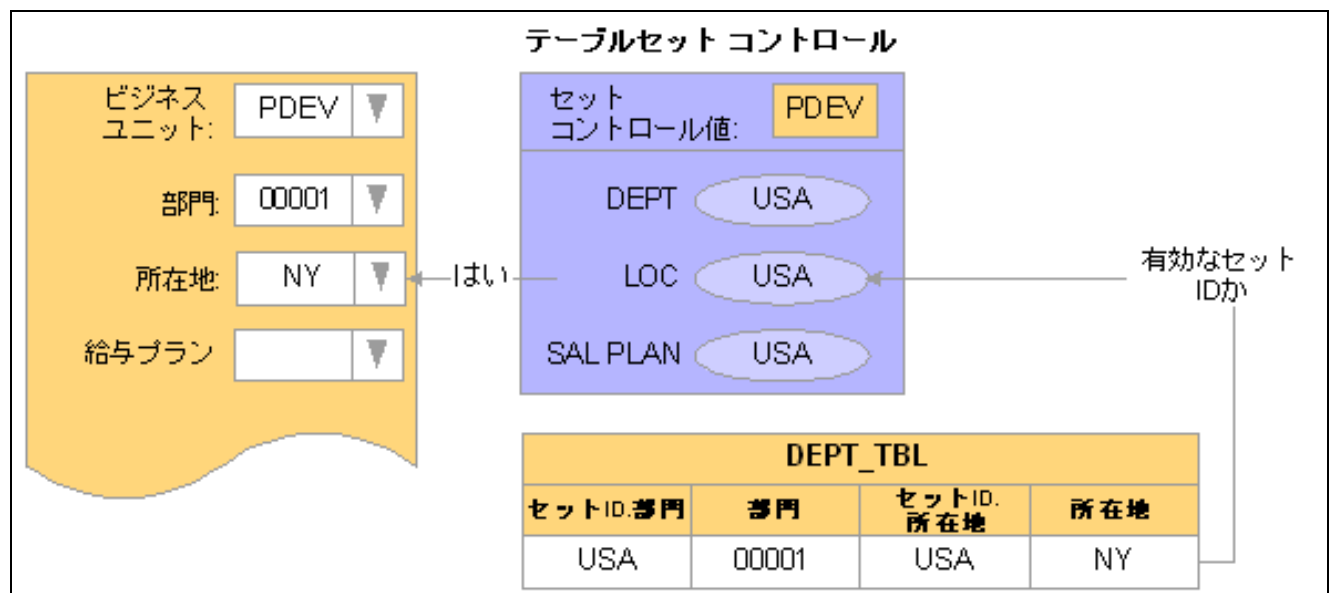 テーブルセット コントロール
ビジネス
ユニット:
PDEV
部門:
00001
所在地:
NY
給与プラン
はい
セット
コントロール値:
PDEV
DEPT
USA
LOC
USA
SAL PLAN
USA
有効なセット
IDか
DEPT_TBL
セットID.部門
部門
セットID.
所在地
所在地
USA
00001
USA
NY